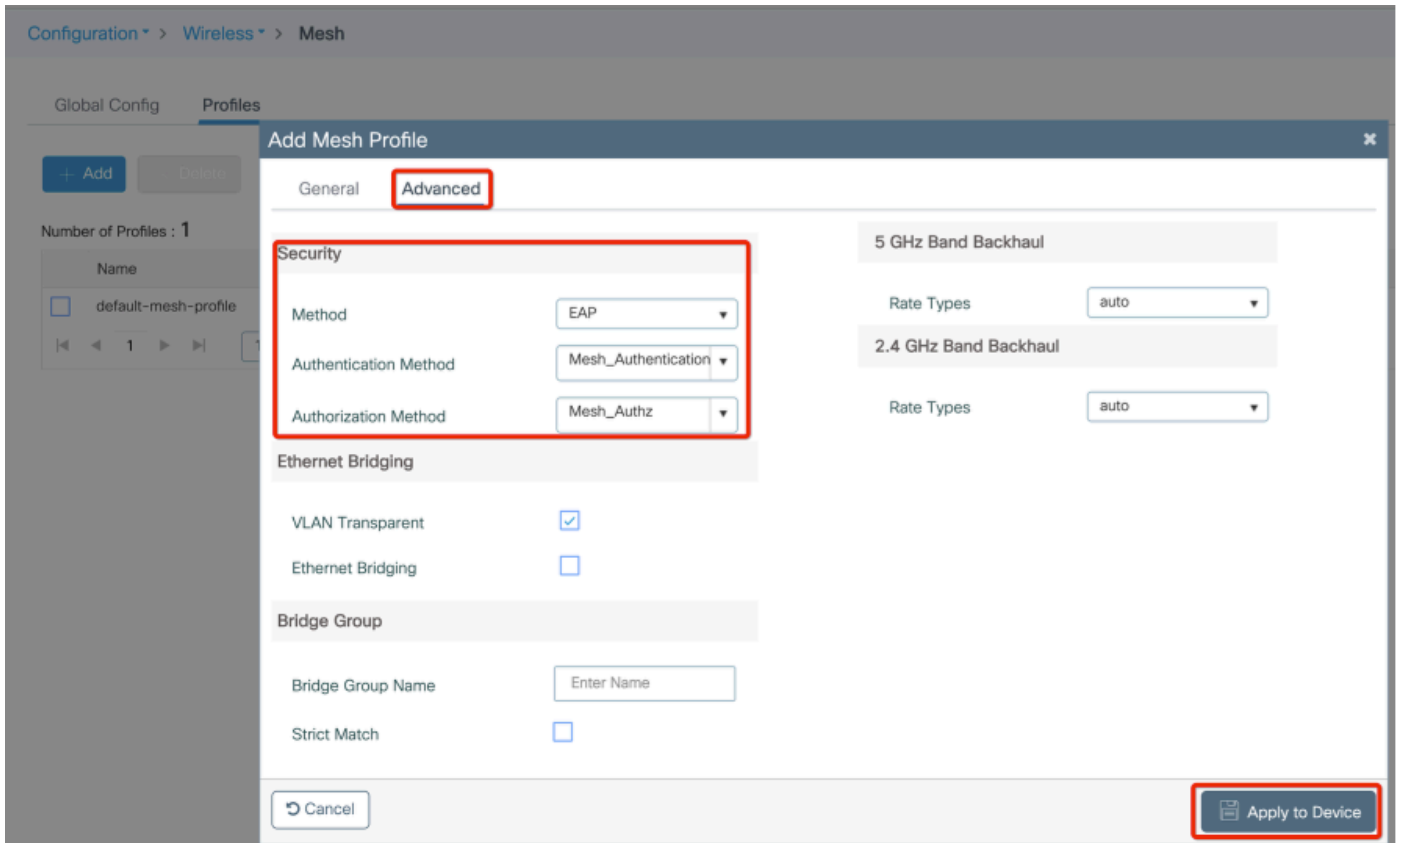 Configuration > Wireless > Mesh
Global Config Profiles
Add Mesh Profile
+ Add Delete
General Advanced
Number of Profiles : 1
Name
default-mesh-profile
1
Security
Method EAP
Authentication Method Mesh_Authentication
Authorization Method Mesh_Authz
Ethernet Bridging
VLAN Transparent
Ethernet Bridging
Bridge Group
Bridge Group Name Enter Name
Strict Match
5 GHz Band Backhaul
Rate Types auto
2.4 GHz Band Backhaul
Rate Types auto
Cancel
Apply to Device